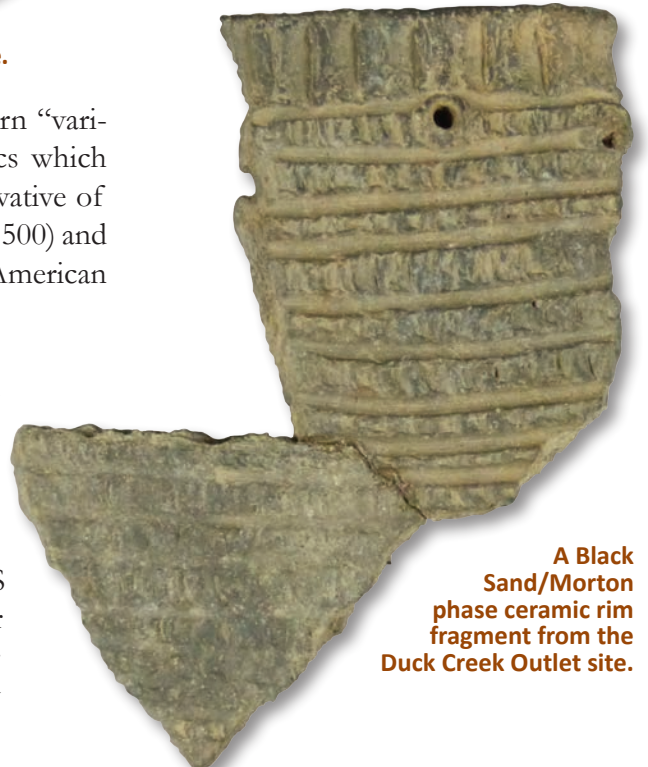 e.
rn “vari-
cs which
vative of
500) and
American
S
r
A Black
Sand/Morton
phase ceramic rim
fragment from the
Duck Creek Outlet site.